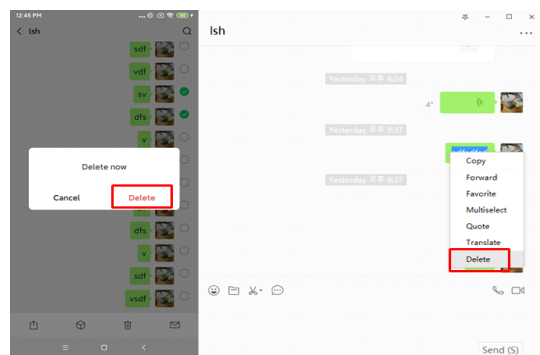 12:45 PM
lsh
sdf
vdf
sv
dfs
v
Delete now
Cancel
Delete
dfs
v
sdf
vsdf
lsh
Yesterday 오후 6:24
4"
Yesterday 오후 9:37
Yesterday 오후 9:37
Copy
Forward
Favorite
Multiselect
Quote
Translate
Delete
Send (S)